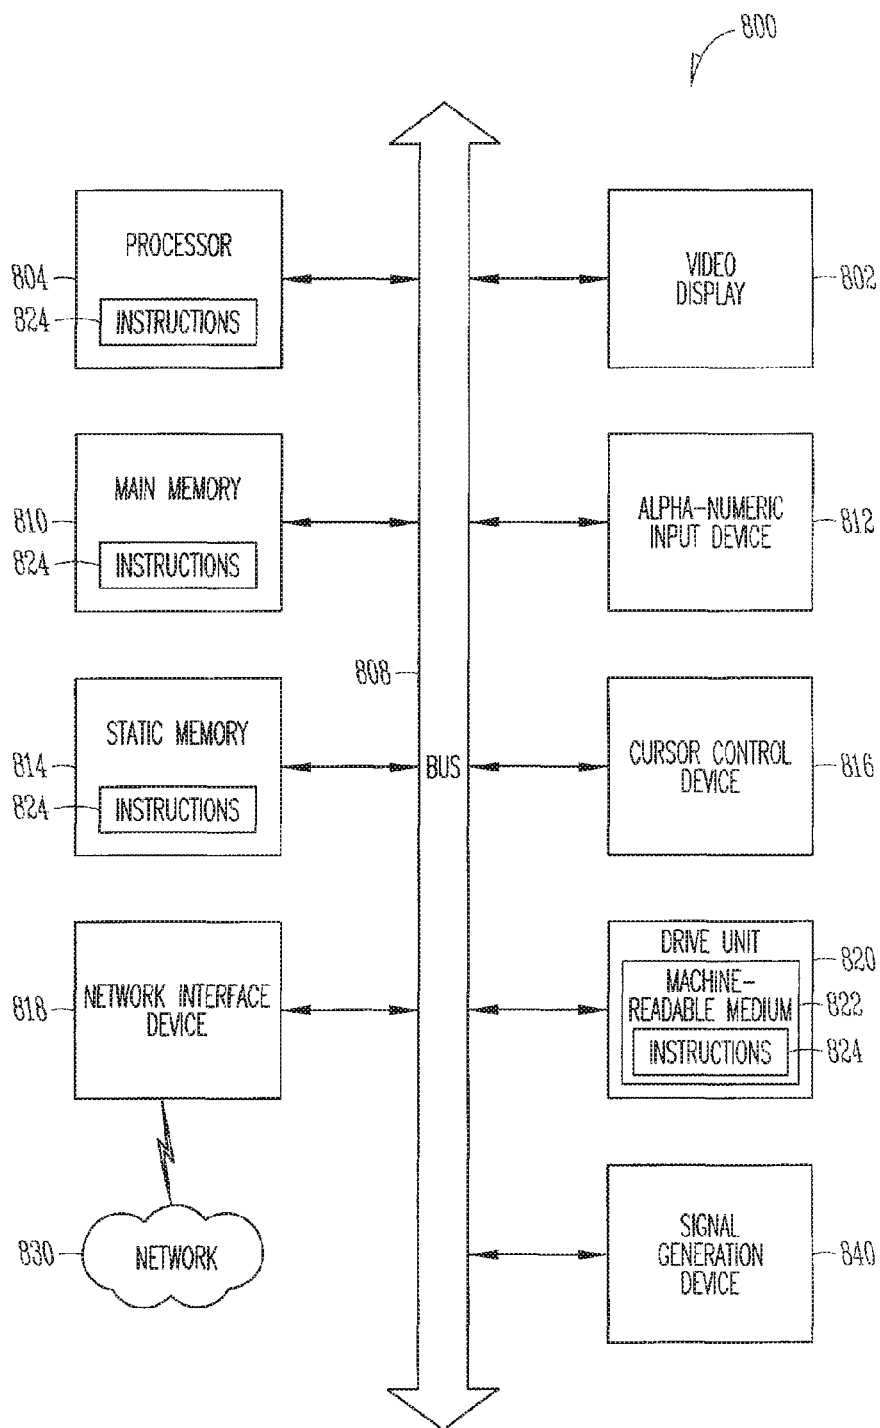 800
PROCESSOR
804
824
INSTRUCTIONS
VIDEO
DISPLAY
802
MAIN MEMORY
810
824
INSTRUCTIONS
ALPHA-NUMERIC
INPUT DEVICE
812
808
STATIC MEMORY
814
824
INSTRUCTIONS
BUS
CURSOR CONTROL
DEVICE
816
NETWORK INTERFACE
DEVICE
818
DRIVE UNIT
820
MACHINE-
READABLE MEDIUM
822
INSTRUCTIONS
824
830
NETWORK
SIGNAL
GENERATION
DEVICE
840